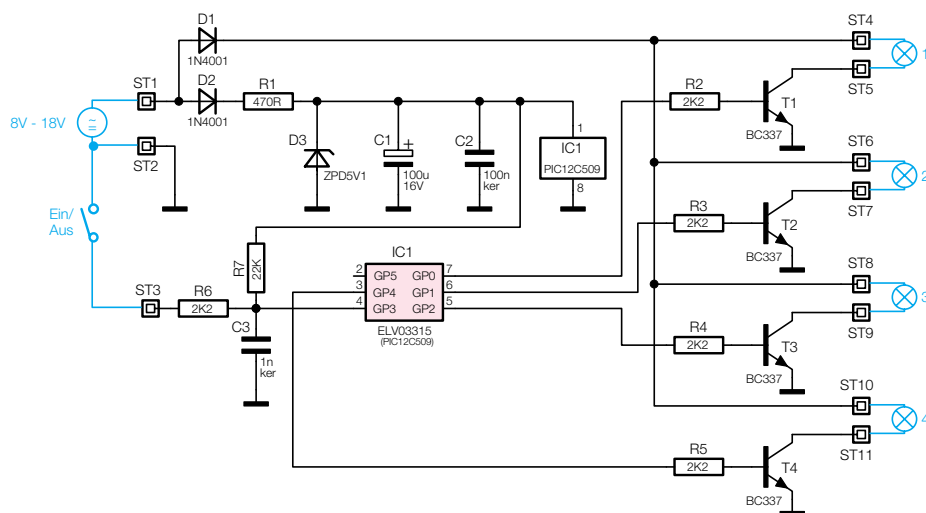 D1
1N4001
ST4
1
ST5
ST1
D2
1N4001
R1
470R
R2
2K2
T1
BC337
8V - 18V
ST2
D3
ZPD5V1
C1
+
100u
16V
C2
100n
ker
1
IC1
PIC12C509
8
ST6
2
ST7
Ein/
Aus
R3
2K2
T2
BC337
R7
22K
IC1
2
GP5
GP0
7
3
GP4
GP1
6
4
GP3
GP2
5
ELV03315
(PIC12C509)
ST8
3
ST9
ST3
R6
2K2
C3
1n
ker
R4
2K2
T3
BC337
ST10
4
ST11
R5
2K2
T4
BC337